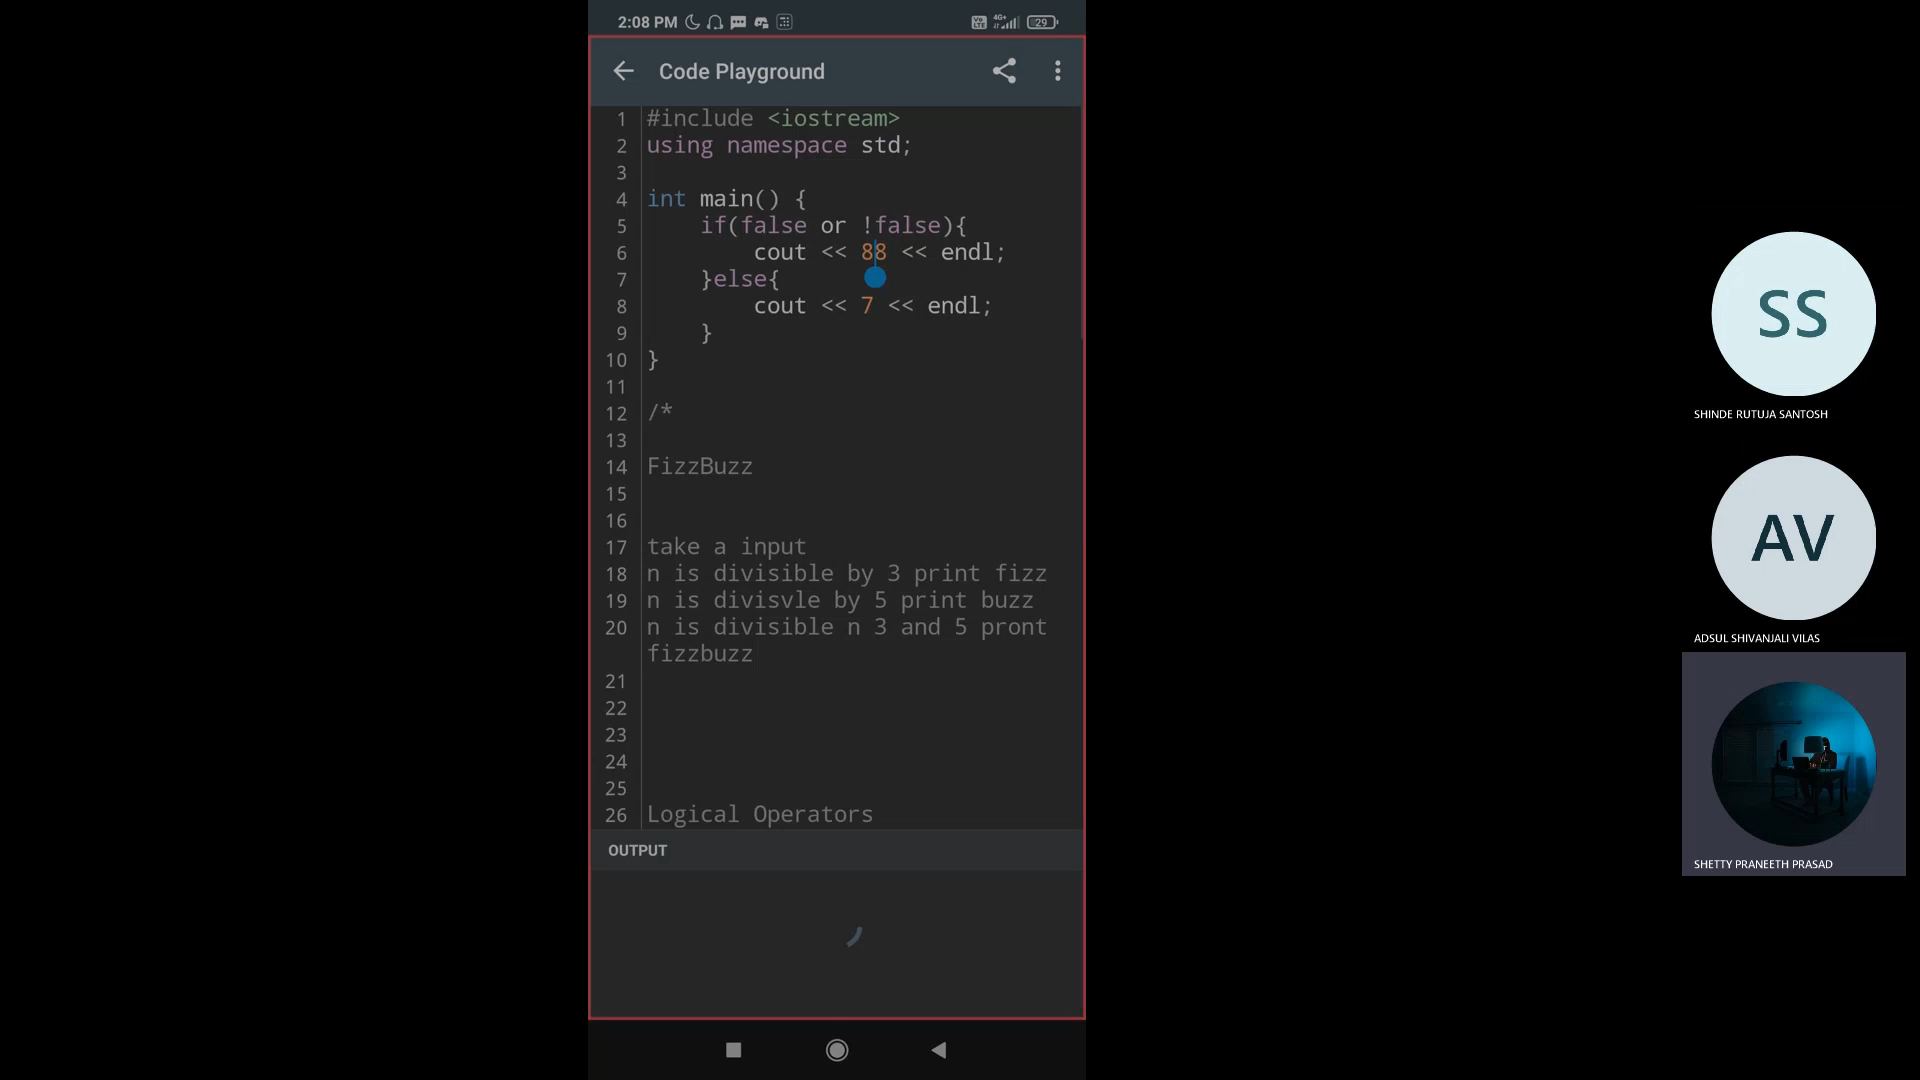 2:08 PM
4G+
29
Code Playground
1 #include <iostream>
2 using namespace std;
3
4 int main() {
5 if(false or !false){
6 cout << 88 << endl;
7 }else{
8 cout << 7 << endl;
9 }
10 }
11
12 /*
13
14 FizzBuzz
15
16
17 take a input
18 n is divisible by 3 print fizz
19 n is divisvle by 5 print buzz
20 n is divisible n 3 and 5 pront
fizzbuzz
21
22
23
24
25
26 Logical Operators
OUTPUT
SS
SHINDE RUTUJA SANTOSH
AV
ADSUL SHIVANJALI VILAS
SHETTY PRANEETH PRASAD